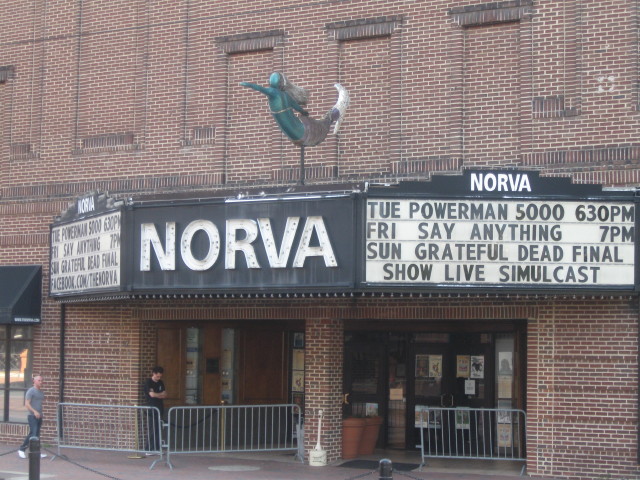 NORVA
TUE POWERMAN 5000 630PM
FRI SAY ANYTHING 7PM
SUN GRATEFUL DEAD FINAL
FACEBOOK.COM/THENORVA
NORVA
NORVA
TUE POWERMAN 5000 630PM
FRI SAY ANYTHING 7PM
SUN GRATEFUL DEAD FINAL
SHOW LIVE SIMULCAST